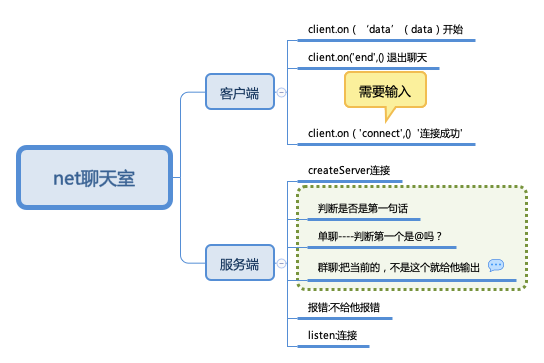 net聊天室
客户端
client.on（ ‘data’（data）开始
client.on('end',() 退出聊天
需要输入
client.on（'connect',() '连接成功'
服务端
createServer连接
判断是否是第一句话
单聊----判断第一个是@吗？
群聊:把当前的，不是这个就给他输出
报错:不给他报错
listen:连接